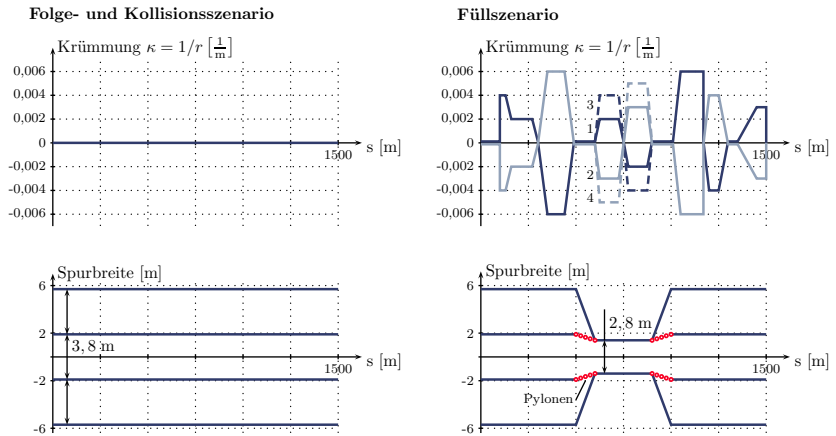 Folge- und Kollisionsszenario
Krümmung κ = 1/r [1/m]
0,006
0,004
0,002
0
-0,002
-0,004
-0,006
1500
s [m]
Füllszenario
Krümmung κ = 1/r [1/m]
0,006
0,004
0,002
0
-0,002
-0,004
-0,006
3
1
2
4
1500
s [m]
Spurbreite [m]
6
2
-2
-6
3,8 m
1500
s [m]
Spurbreite [m]
6
2
-2
-6
2,8 m
Pylonen
1500
s [m]